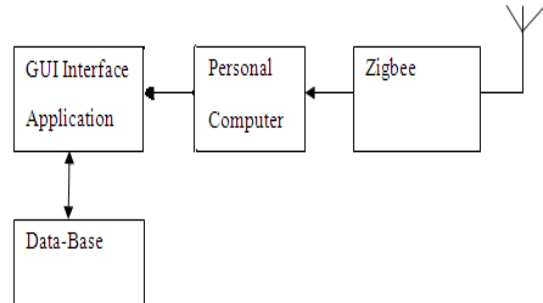 GUI Interface
Application
Personal
Computer
Zigbee
Data-Base